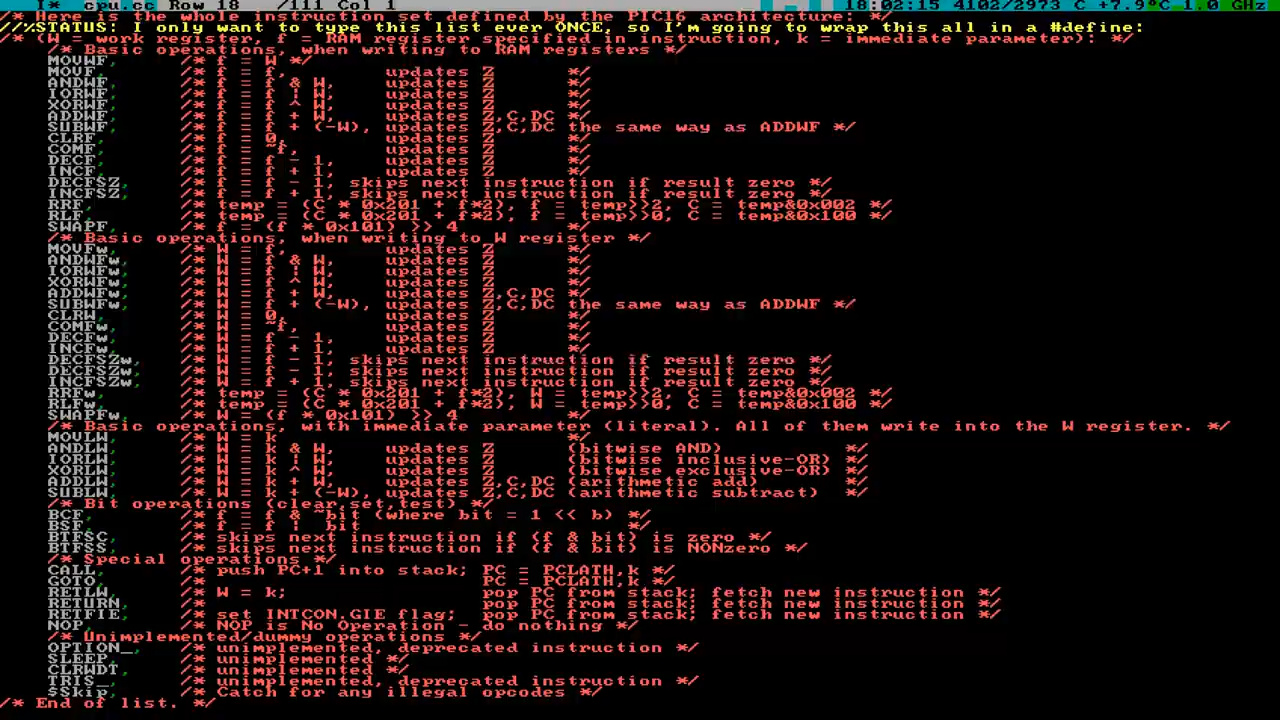 I* cpu.cc Row 18 /111 Col 1 18:02:15 4102/2973 C +7.9°C 1.0 GHz
/* Here is the whole instruction set defined by the PIC16 architecture: */
//%STATUS: I only want to type this list ever ONCE, so I'm going to wrap this all in a #define:
/* (W = work register, f = RAM register specified in instruction, k = immediate parameter): */
/* Basic operations, when writing to RAM registers */
MOVWF, /* f = W */
MOVF, /* f = f, updates Z */
ANDWF, /* f = f & W, updates Z */
IORWF, /* f = f | W, updates Z */
XORWF, /* f = f ^ W, updates Z */
ADDWF, /* f = f + W, updates Z,C,DC */
SUBWF, /* f = f + (-W), updates Z,C,DC the same way as ADDWF */
CLRF, /* f = 0, updates Z */
COMF, /* f = ~f, updates Z */
DECF, /* f = f - 1, updates Z */
INCF, /* f = f + 1, updates Z */
DECFSZ, /* f = f - 1, skips next instruction if result zero */
INCFSZ, /* f = f + 1, skips next instruction if result zero */
RRF, /* temp = (C * 0x201 + f*2), f = temp>>2, C = temp&0x002 */
RLF, /* temp = (C * 0x201 + f*2), f = temp>>0, C = temp&0x100 */
SWAPF, /* f = (f * 0x101) >> 4 */
/* Basic operations, when writing to W register */
MOVFw, /* W = f, updates Z */
ANDWFw, /* W = f & W, updates Z */
IORWFw, /* W = f | W, updates Z */
XORWFw, /* W = f ^ W, updates Z */
ADDWFw, /* W = f + W, updates Z,C,DC */
SUBWFw, /* W = f + (-W), updates Z,C,DC the same way as ADDWF */
CLRW, /* W = 0, updates Z */
COMFw, /* W = ~f, updates Z */
DECFw, /* W = f - 1, updates Z */
INCFw, /* W = f + 1, updates Z */
DECFSZw, /* W = f - 1, skips next instruction if result zero */
DECFSZw, /* W = f - 1, skips next instruction if result zero */
INCFSZw, /* W = f + 1, skips next instruction if result zero */
RRFw, /* temp = (C * 0x201 + f*2), W = temp>>2, C = temp&0x002 */
RLFw, /* temp = (C * 0x201 + f*2), W = temp>>0, C = temp&0x100 */
SWAPFw, /* W = (f * 0x101) >> 4 */
/* Basic operations, with immediate parameter (literal). All of them write into the W register. */
MOVLW, /* W = k */
ANDLW, /* W = k & W, updates Z (bitwise AND) */
IORLW, /* W = k | W, updates Z (bitwise inclusive-OR) */
XORLW, /* W = k ^ W, updates Z (bitwise exclusive-OR) */
ADDLW, /* W = k + W, updates Z,C,DC (arithmetic add) */
SUBLW, /* W = k + (-W), updates Z,C,DC (arithmetic subtract) */
/* Bit operations (clear,set,test) */
BCF, /* f = f & ~bit (where bit = 1 << b) */
BSF, /* f = f | bit */
BTFSC, /* skips next instruction if (f & bit) is zero */
BTFSS, /* skips next instruction if (f & bit) is NONzero */
/* Special operations */
CALL, /* push PC+1 into stack; PC = PCLATH,k */
GOTO, /* PC = PCLATH,k */
RETLW, /* W = k; pop PC from stack; fetch new instruction */
RETURN, /* pop PC from stack; fetch new instruction */
RETFIE, /* set INTCON.GIE flag; pop PC from stack; fetch new instruction */
NOP, /* NOP is No Operation - do nothing */
/* Unimplemented/dummy operations */
OPTION_, /* unimplemented, deprecated instruction */
SLEEP, /* unimplemented */
CLRWDT, /* unimplemented */
TRIS_, /* unimplemented, deprecated instruction */
$Skip, /* Catch for any illegal opcodes */
/* End of list. */